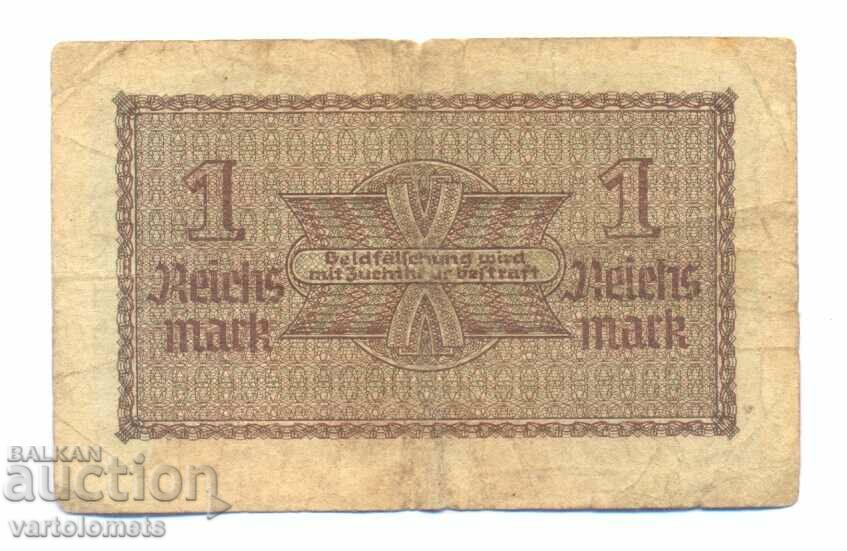 1
1
Geldfälschung wird
mit Zuchthaus bestraft
Reichs
mark
Reichs
mark
BALKAN
auction
vartolomets